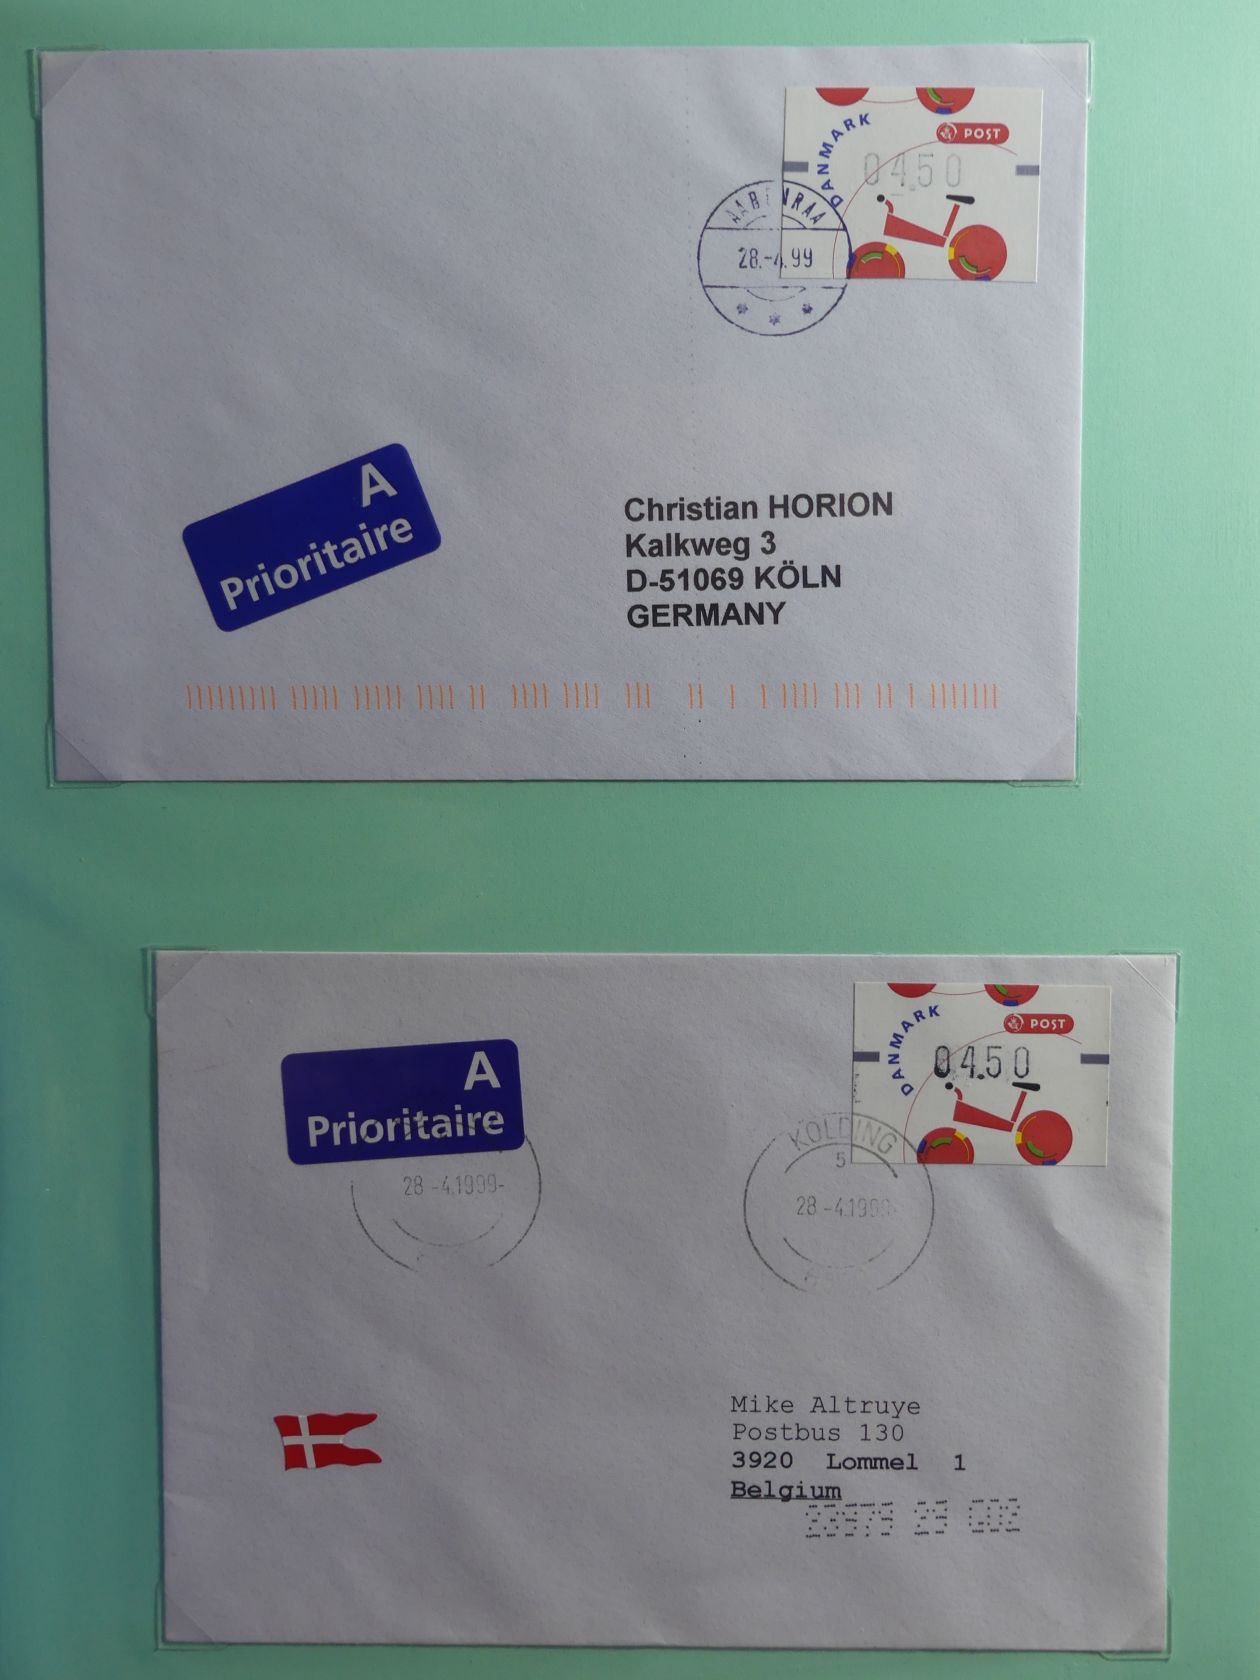 DANMARK
POST
04.50
AABENRAA
28.-4.99
A
Prioritaire
Christian HORION
Kalkweg 3
D-51069 KÖLN
GERMANY
DANMARK
POST
04.50
A
Prioritaire
KOLDING
5
28 -4.1999-
28 -4.1999-
Mike Altruye
Postbus 130
3920 Lommel 1
Belgium